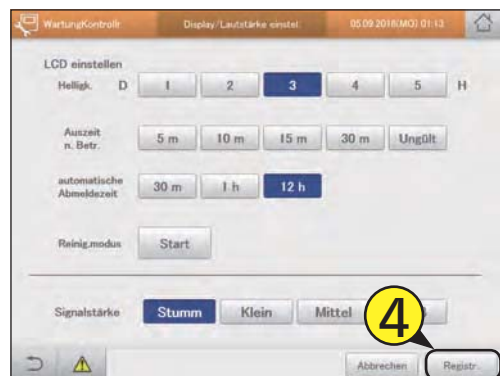 WartungKontrolle Display/Lautstärke einstel. 05.09.2016(MO) 01:13
LCD einstellen
Helligk. D 1 2 3 4 5 H
Auszeit
n. Betr. 5 m 10 m 15 m 30 m Ungült
automatische
Abmeldezeit 30 m 1 h 12 h
Reinig.modus Start
Signalstärke Stumm Klein Mittel
4
Abbrechen Registr.